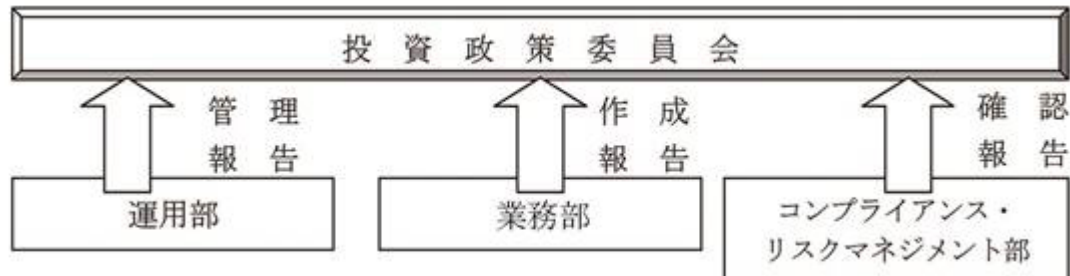 投資政策委員会
管理
報告
作成
報告
確認
報告
運用部
業務部
コンプライアンス・
リスクマネジメント部